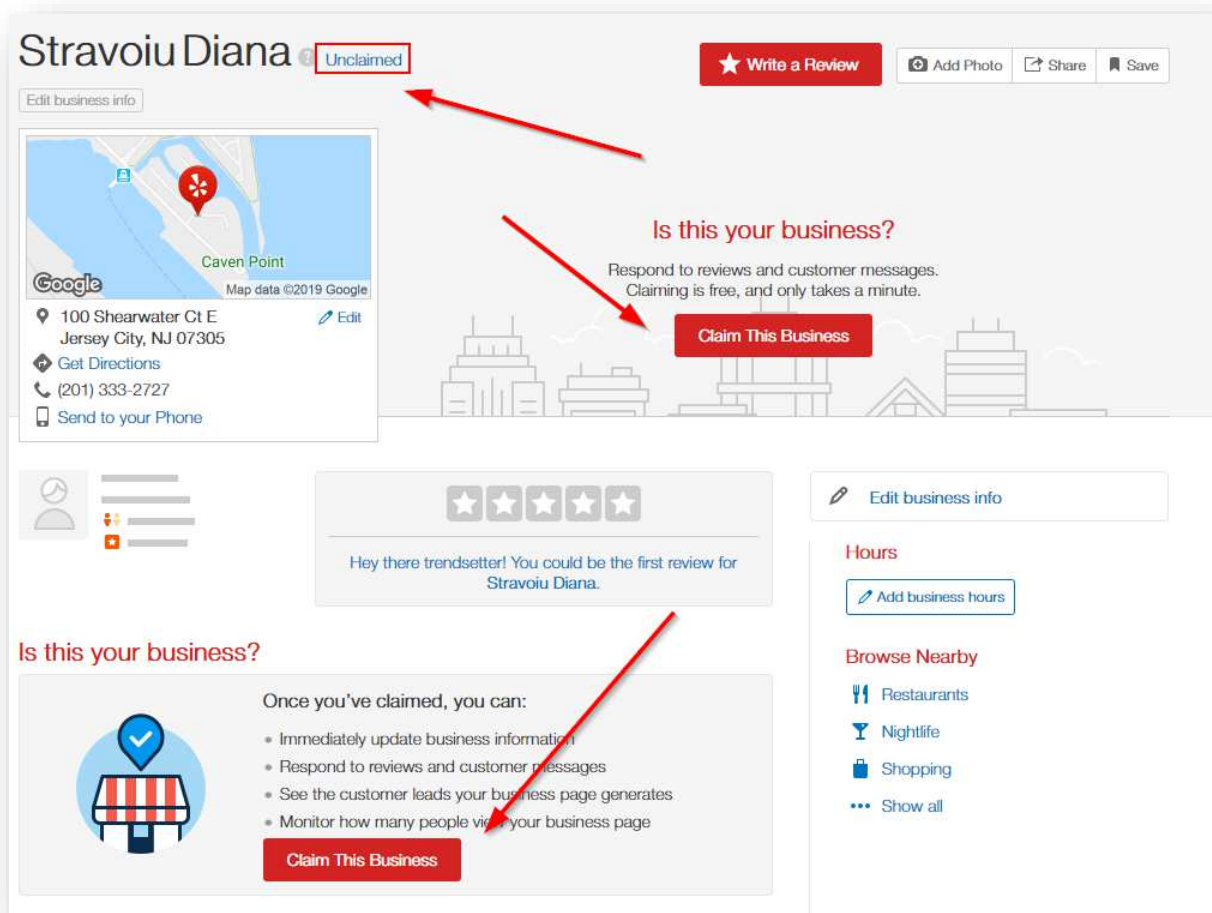 Stravoiu Diana ? Unclaimed
Write a Review
Add Photo
Share
Save
Edit business info
Caven Point
Google
Map data ©2019 Google
100 Shearwater Ct E
Jersey City, NJ 07305
Edit
Get Directions
(201) 333-2727
Send to your Phone
Is this your business?
Respond to reviews and customer messages.
Claiming is free, and only takes a minute.
Claim This Business
Hey there trendsetter! You could be the first review for
Stravoiu Diana.
Edit business info
Hours
Add business hours
Browse Nearby
Restaurants
Nightlife
Shopping
Show all
Is this your business?
Once you've claimed, you can:
Immediately update business information
Respond to reviews and customer messages
See the customer leads your business page generates
Monitor how many people view your business page
Claim This Business